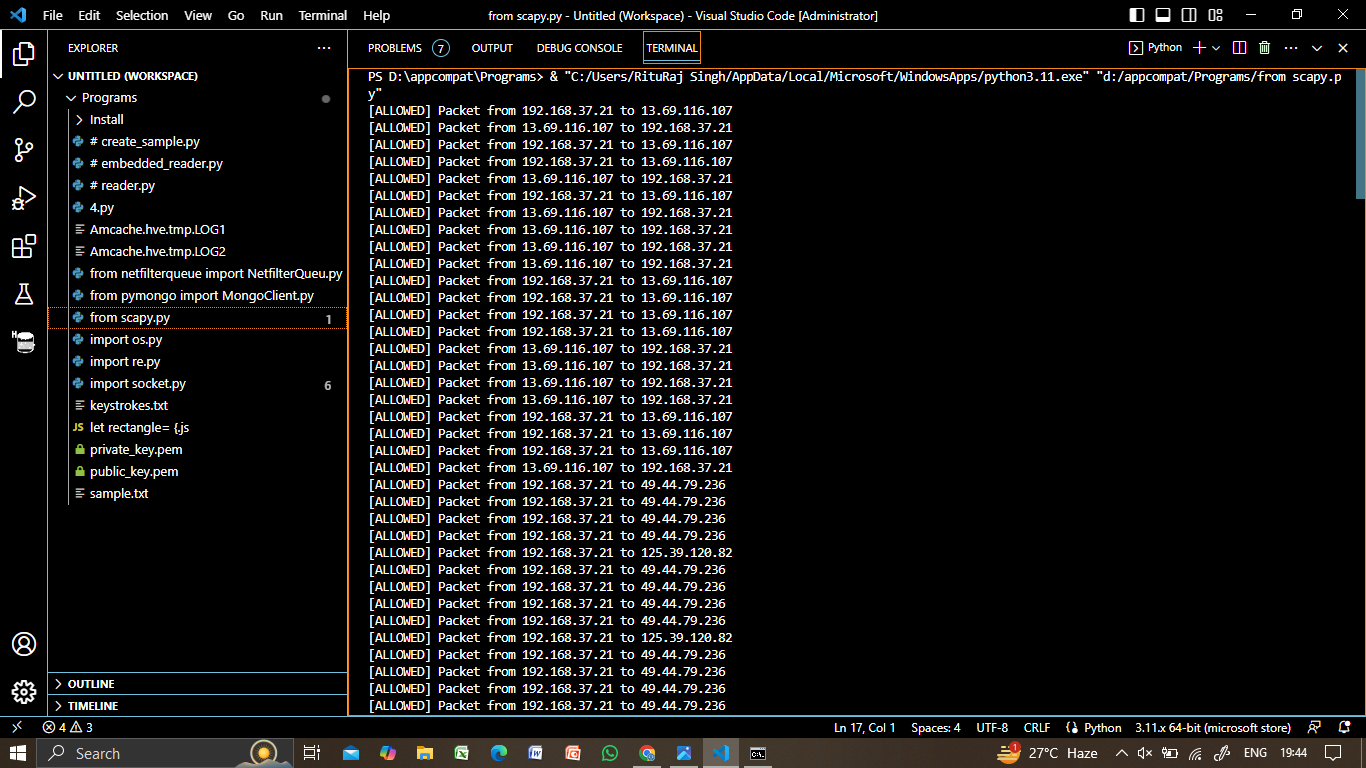 File Edit Selection View Go Run Terminal Help
from scapy.py - Untitled (Workspace) - Visual Studio Code [Administrator]
EXPLORER
UNTITLED (WORKSPACE)
Programs
Install
# create_sample.py
# embedded_reader.py
# reader.py
4.py
Amcache.hve.tmp.LOG1
Amcache.hve.tmp.LOG2
from netfilterqueue import NetfilterQueu.py
from pymongo import MongoClient.py
from scapy.py 1
import os.py
import re.py
import socket.py 6
keystrokes.txt
JS let rectangle= {.js
private_key.pem
public_key.pem
sample.txt
OUTLINE
TIMELINE
PROBLEMS 7 OUTPUT DEBUG CONSOLE TERMINAL
Python
PS D:\appcompat\Programs> & "C:/Users/RituRaj Singh/AppData/Local/Microsoft/WindowsApps/python3.11.exe" "d:/appcompat/Programs/from scapy.p
y"
[ALLOWED] Packet from 192.168.37.21 to 13.69.116.107
[ALLOWED] Packet from 13.69.116.107 to 192.168.37.21
[ALLOWED] Packet from 192.168.37.21 to 13.69.116.107
[ALLOWED] Packet from 192.168.37.21 to 13.69.116.107
[ALLOWED] Packet from 13.69.116.107 to 192.168.37.21
[ALLOWED] Packet from 192.168.37.21 to 13.69.116.107
[ALLOWED] Packet from 13.69.116.107 to 192.168.37.21
[ALLOWED] Packet from 13.69.116.107 to 192.168.37.21
[ALLOWED] Packet from 13.69.116.107 to 192.168.37.21
[ALLOWED] Packet from 13.69.116.107 to 192.168.37.21
[ALLOWED] Packet from 192.168.37.21 to 13.69.116.107
[ALLOWED] Packet from 192.168.37.21 to 13.69.116.107
[ALLOWED] Packet from 192.168.37.21 to 13.69.116.107
[ALLOWED] Packet from 192.168.37.21 to 13.69.116.107
[ALLOWED] Packet from 13.69.116.107 to 192.168.37.21
[ALLOWED] Packet from 13.69.116.107 to 192.168.37.21
[ALLOWED] Packet from 13.69.116.107 to 192.168.37.21
[ALLOWED] Packet from 13.69.116.107 to 192.168.37.21
[ALLOWED] Packet from 192.168.37.21 to 13.69.116.107
[ALLOWED] Packet from 192.168.37.21 to 13.69.116.107
[ALLOWED] Packet from 192.168.37.21 to 13.69.116.107
[ALLOWED] Packet from 13.69.116.107 to 192.168.37.21
[ALLOWED] Packet from 192.168.37.21 to 49.44.79.236
[ALLOWED] Packet from 192.168.37.21 to 49.44.79.236
[ALLOWED] Packet from 192.168.37.21 to 49.44.79.236
[ALLOWED] Packet from 192.168.37.21 to 49.44.79.236
[ALLOWED] Packet from 192.168.37.21 to 125.39.120.82
[ALLOWED] Packet from 192.168.37.21 to 49.44.79.236
[ALLOWED] Packet from 192.168.37.21 to 49.44.79.236
[ALLOWED] Packet from 192.168.37.21 to 49.44.79.236
[ALLOWED] Packet from 192.168.37.21 to 49.44.79.236
[ALLOWED] Packet from 192.168.37.21 to 125.39.120.82
[ALLOWED] Packet from 192.168.37.21 to 49.44.79.236
[ALLOWED] Packet from 192.168.37.21 to 49.44.79.236
[ALLOWED] Packet from 192.168.37.21 to 49.44.79.236
[ALLOWED] Packet from 192.168.37.21 to 49.44.79.236
4 3
Ln 17, Col 1 Spaces: 4 UTF-8 CRLF Python 3.11.x 64-bit (microsoft store)
Search
1 27°C Haze ENG 19:44